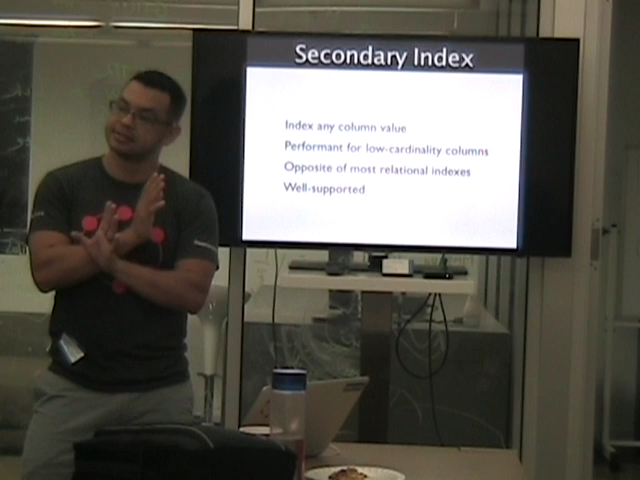 Secondary Index
Index any column value
Performant for low-cardinality columns
Opposite of most relational indexes
Well-supported